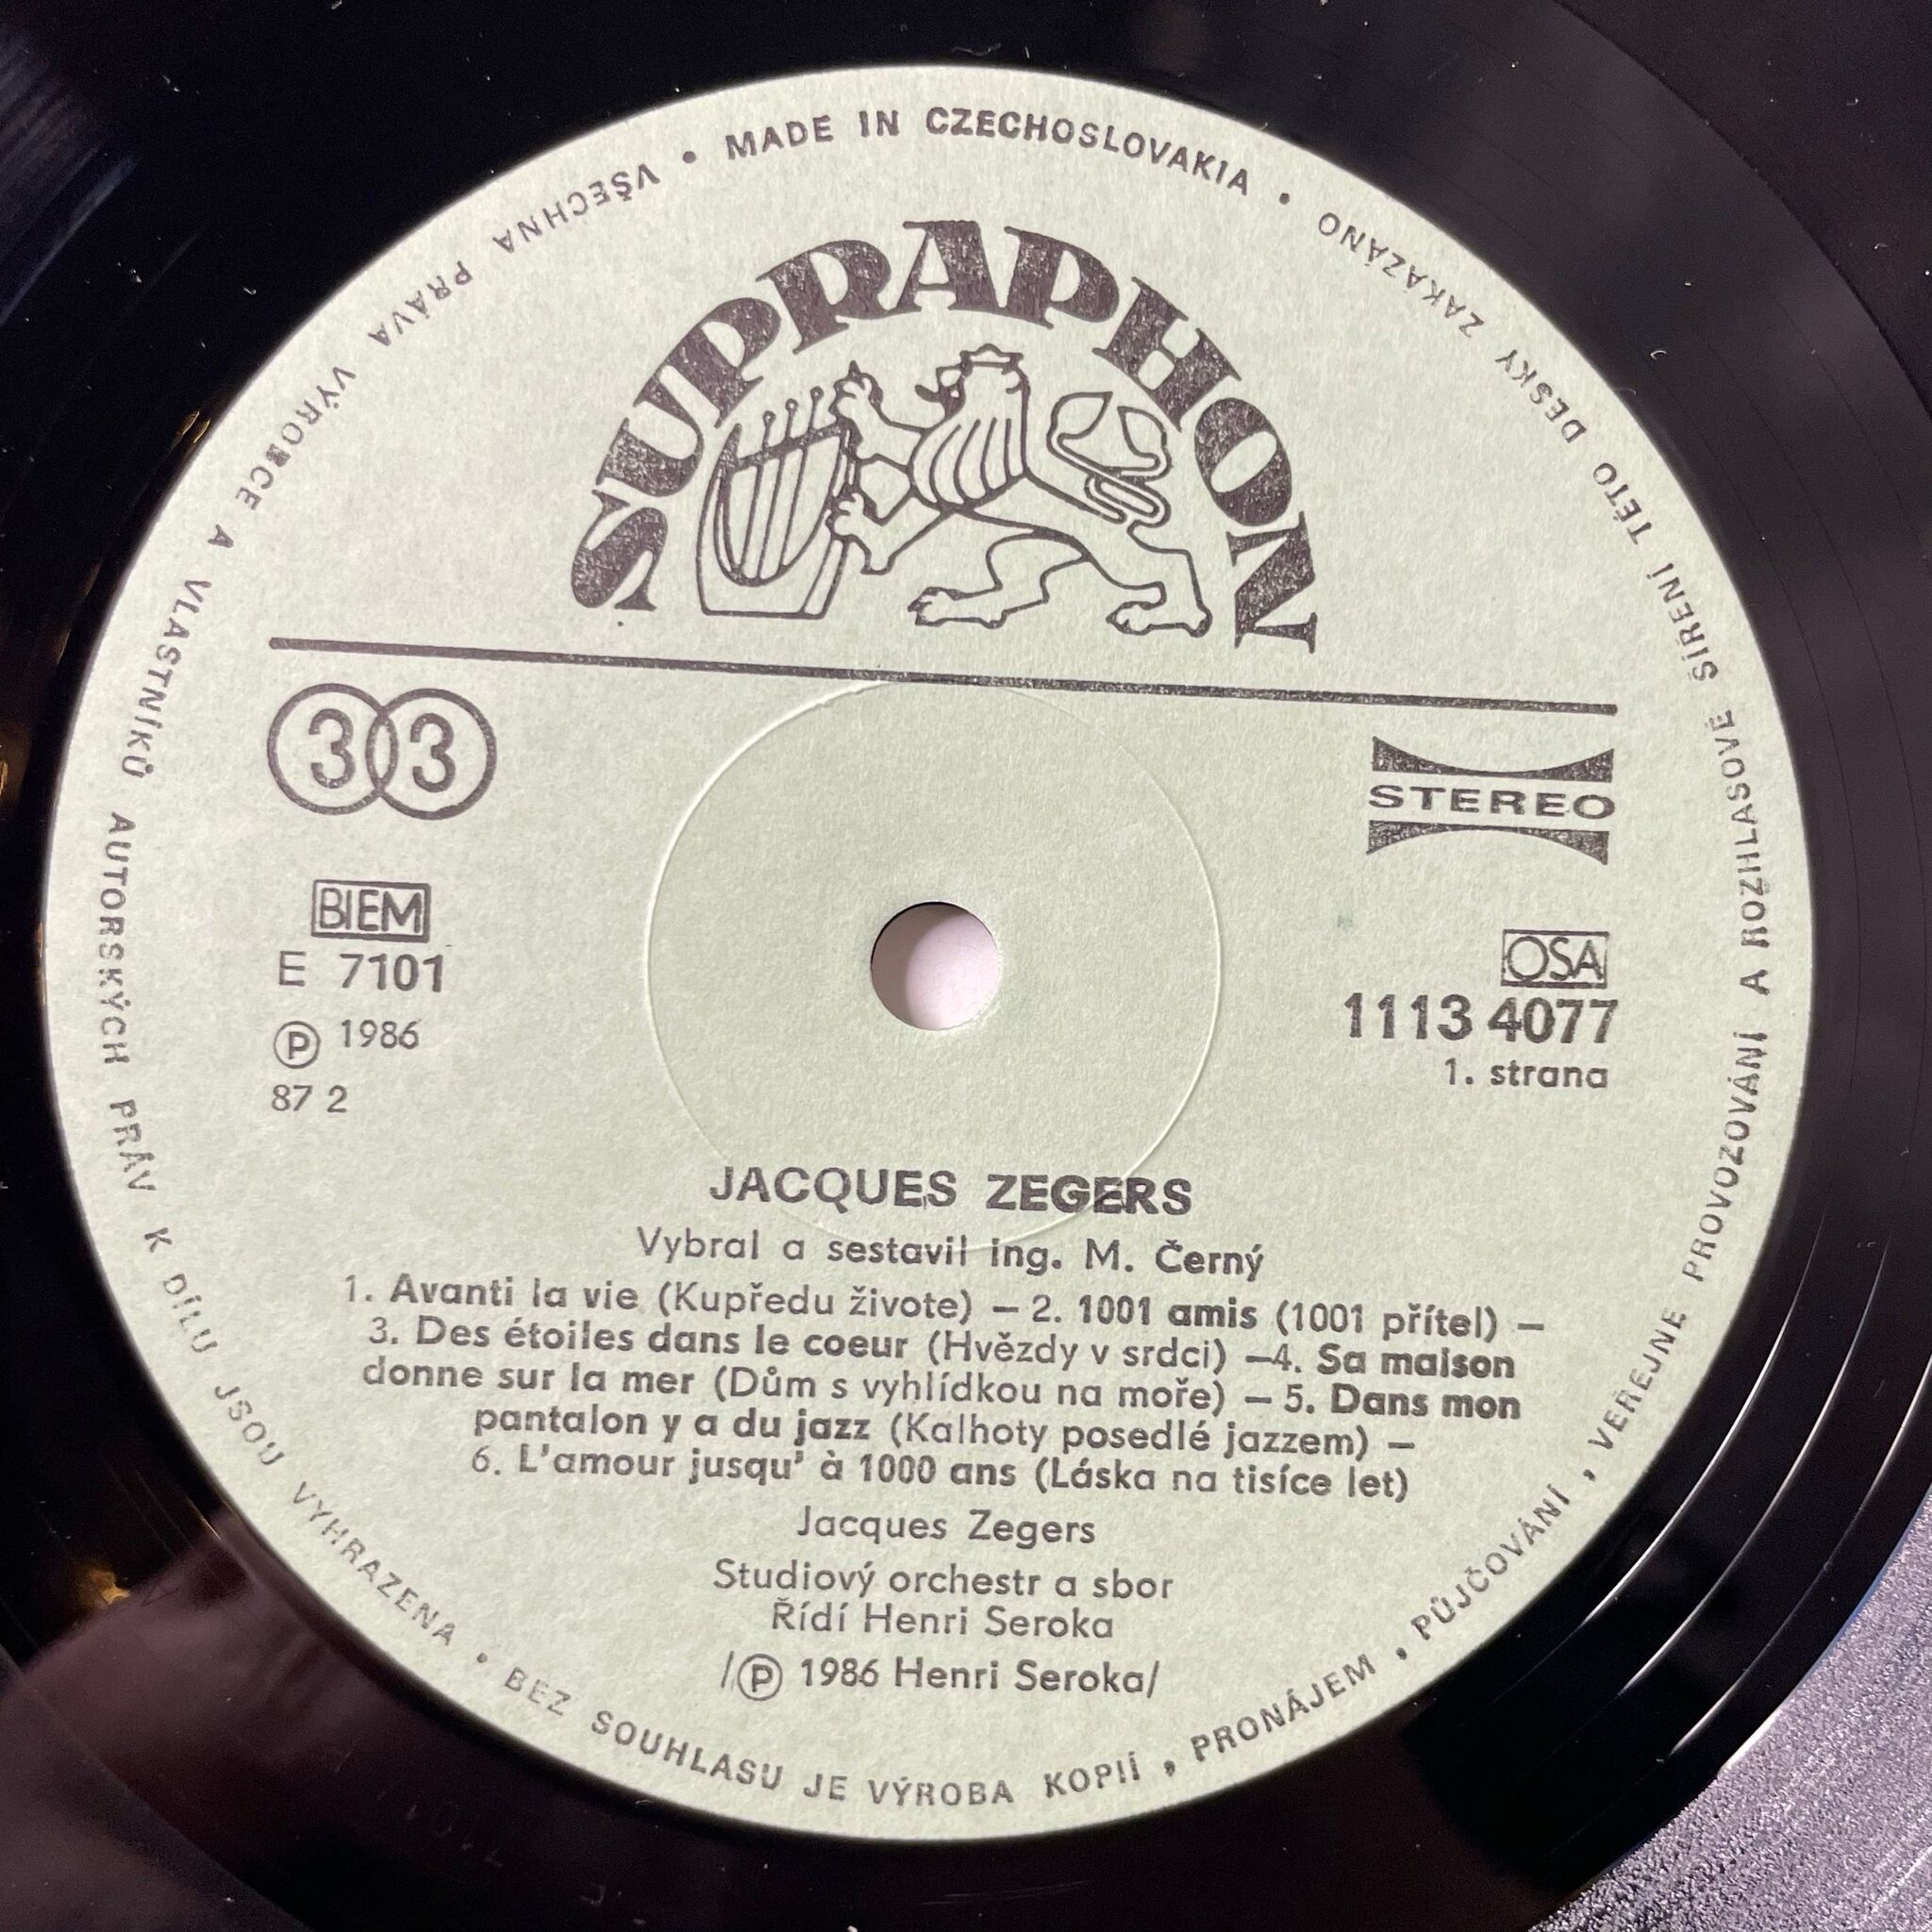 MADE IN CZECHOSLOVAKIA • ZAKÁZÁNO
VŠECHNA PRÁVA VÝROBCE A VLASTNÍKŮ AUTORSKÝCH PRÁV K DÍLU JSOU VYHRAZENA • BEZ SOUHLASU JE VÝROBA KOPIÍ , PRONÁJEM , PŮJČOVÁNÍ , VEŘEJNÉ PROVOZOVÁNÍ A ROZHLASOVÉ ŠÍŘENÍ TÉTO DESKY
SUPRAPHON
33
STEREO
BIEM
E 7101
Ⓟ 1986
87 2
OSA
1113 4077
1. strana
JACQUES ZEGERS
Vybral a sestavil ing. M. Černý
1. Avanti la vie (Kupředu živote) – 2. 1001 amis (1001 přítel) –
3. Des étoiles dans le coeur (Hvězdy v srdci) –4. Sa maison
donne sur la mer (Dům s vyhlídkou na moře) – 5. Dans mon
pantalon y a du jazz (Kalhoty posedlé jazzem) –
6. L'amour jusqu' à 1000 ans (Láska na tisíce let)
Jacques Zegers
Studiový orchestr a sbor
Řídí Henri Seroka
/Ⓟ 1986 Henri Seroka/